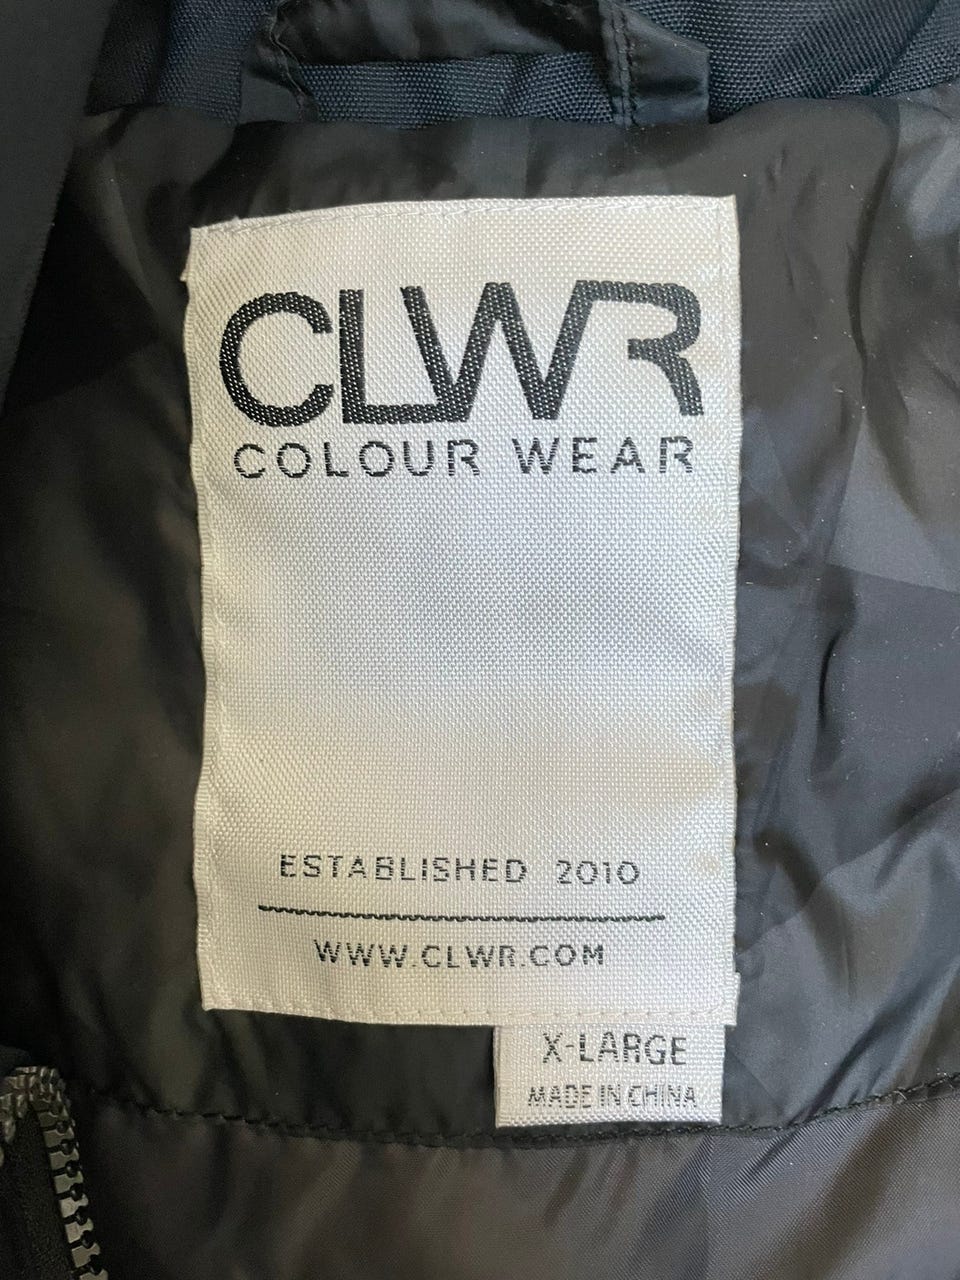 CLWR
COLOUR WEAR
ESTABLISHED 2010
WWW.CLWR.COM
X-LARGE
MADE IN CHINA